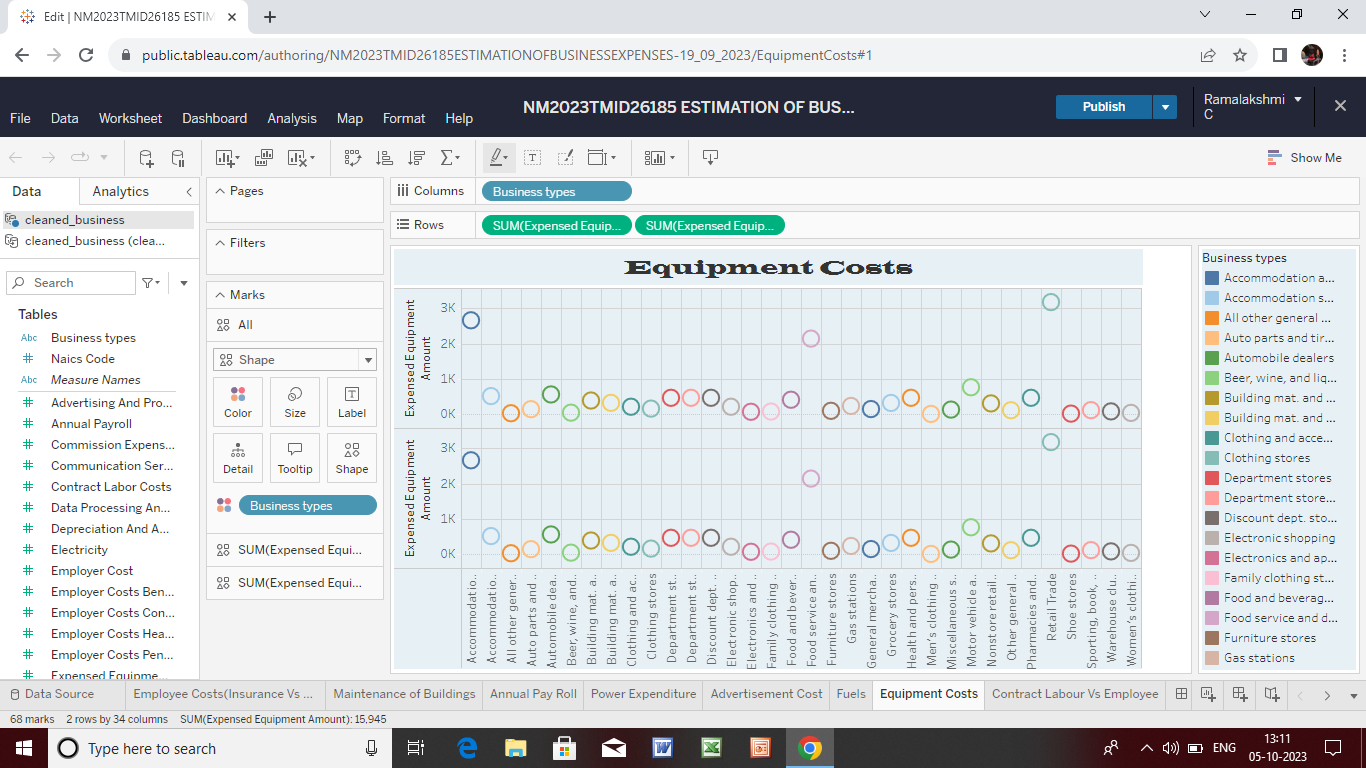 Edit | NM2023TMID26185 ESTIM
public.tableau.com/authoring/NM2023TMID26185ESTIMATIONOFBUSINESSEXPENSES-19_09_2023/EquipmentCosts#1
NM2023TMID26185 ESTIMATION OF BUS...
Publish
Ramalakshmi C
File Data Worksheet Dashboard Analysis Map Format Help
Show Me
Data Analytics
cleaned_business
cleaned_business (clea...
Search
Tables
Abc Business types
Naics Code
Abc Measure Names
Advertising And Pro...
Annual Payroll
Commission Expens...
Communication Ser...
Contract Labor Costs
Data Processing An...
Depreciation And A...
Electricity
Employer Cost
Employer Costs Ben...
Employer Costs Con...
Employer Costs Hea...
Employer Costs Pen...
Expensed Equipme...
Pages
Filters
Marks
All
Shape
Color Size Label
Detail Tooltip Shape
Business types
SUM(Expensed Equi...
SUM(Expensed Equi...
Columns Business types
Rows SUM(Expensed Equip... SUM(Expensed Equip...
Equipment Costs
Expensed Equipment Amount
3K
2K
1K
0K
Expensed Equipment Amount
3K
2K
1K
0K
Accommodatio..
Accommodatio..
All other gener..
Auto parts and ..
Automobile dea..
Beer, wine, and..
Building mat. a..
Building mat. a..
Clothing and ac..
Clothing stores
Department st..
Department st..
Discount dept. ..
Electronic shop..
Electronics and ..
Family clothing ..
Food and bever..
Food service an..
Furniture stores
Gas stations
General mercha..
Grocery stores
Health and pers..
Men's clothing ..
Miscellaneous s..
Motor vehicle a..
Nonstore retail..
Other general ..
Pharmacies and..
Retail Trade
Shoe stores
Sporting, book, ..
Warehouse clu..
Women's clothi..
Business types
Accommodation a...
Accommodation s...
All other general ...
Auto parts and tir...
Automobile dealers
Beer, wine, and liq...
Building mat. and ...
Building mat. and ...
Clothing and acce...
Clothing stores
Department stores
Department store...
Discount dept. sto...
Electronic shopping
Electronics and ap...
Family clothing st...
Food and beverag...
Food service and d...
Furniture stores
Gas stations
Data Source Employee Costs(Insurance Vs ... Maintenance of Buildings Annual Pay Roll Power Expenditure Advertisement Cost Fuels Equipment Costs Contract Labour Vs Employee
68 marks 2 rows by 34 columns SUM(Expensed Equipment Amount): 15,945
Type here to search
ENG
13:11
05-10-2023